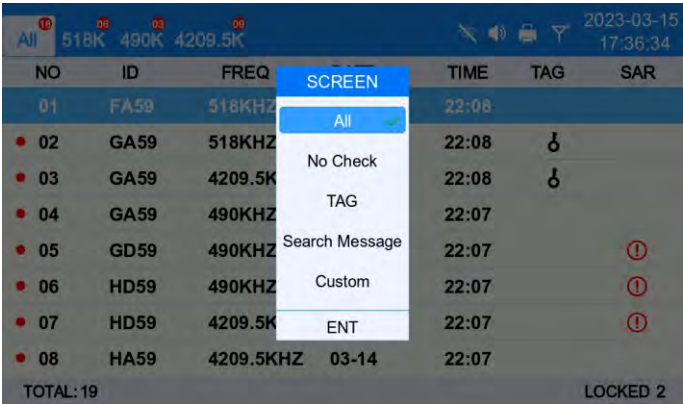 All 18 518K 06 490K 03 4209.5K 09 2023-03-15
17:36:34
NO ID FREQ TIME TAG SAR
SCREEN
01 FA59 518KHZ 22:08
All
02 GA59 518KHZ 22:08
No Check
03 GA59 4209.5K 22:08
TAG
04 GA59 490KHZ 22:07
Search Message
05 GD59 490KHZ 22:07
Custom
06 HD59 490KHZ 22:07
07 HD59 4209.5K 22:07
ENT
08 HA59 4209.5KHZ 03-14 22:07
TOTAL:19 LOCKED 2